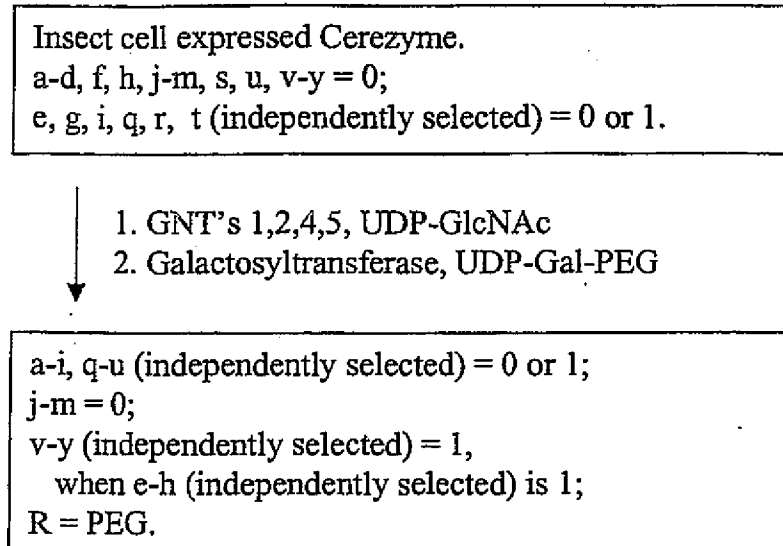 Insect cell expressed Cerezyme.
a-d, f, h, j-m, s, u, v-y = 0;
e, g, i, q, r, t (independently selected) = 0 or 1.
1. GNT's 1,2,4,5, UDP-GlcNAc
2. Galactosyltransferase, UDP-Gal-PEG
a-i, q-u (independently selected) = 0 or 1;
j-m = 0;
v-y (independently selected) = 1,
when e-h (independently selected) is 1;
R = PEG.